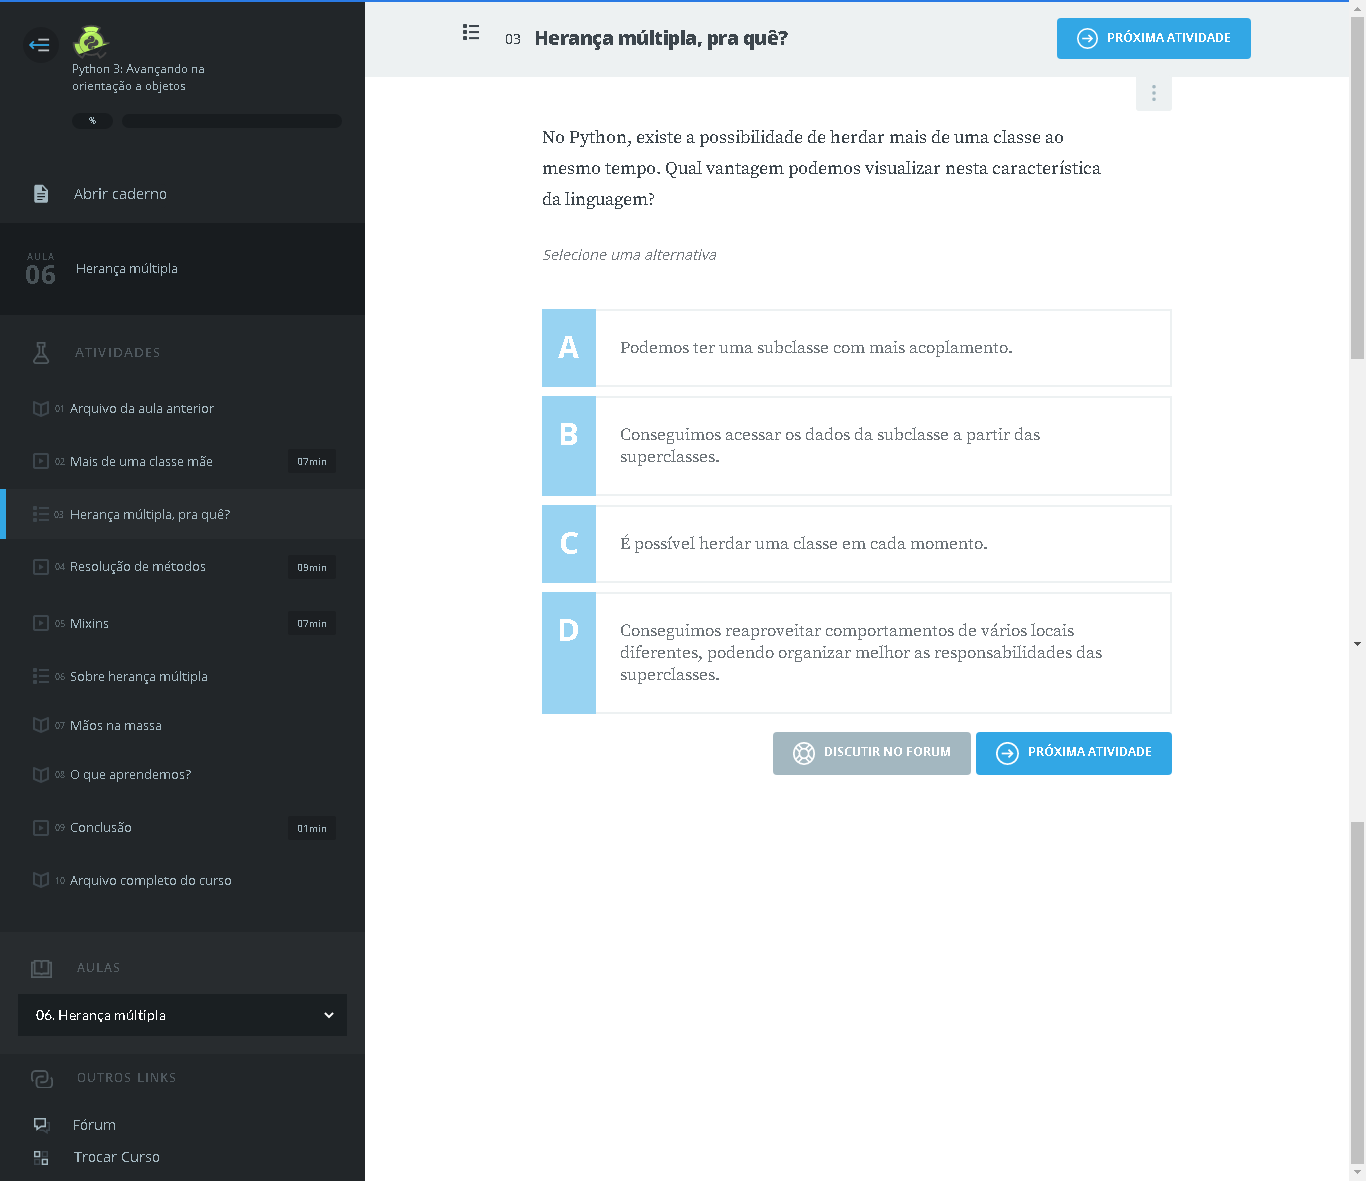 Python 3: Avançando na
orientação a objetos
%
Abrir caderno
AULA
06
Herança múltipla
ATIVIDADES
01 Arquivo da aula anterior
02 Mais de uma classe mãe 07min
03 Herança múltipla, pra quê?
04 Resolução de métodos 09min
05 Mixins 07min
06 Sobre herança múltipla
07 Mãos na massa
08 O que aprendemos?
09 Conclusão 01min
10 Arquivo completo do curso
AULAS
06. Herança múltipla
OUTROS LINKS
Fórum
Trocar Curso
03 Herança múltipla, pra quê?
PRÓXIMA ATIVIDADE
No Python, existe a possibilidade de herdar mais de uma classe ao
mesmo tempo. Qual vantagem podemos visualizar nesta característica
da linguagem?
Selecione uma alternativa
A Podemos ter uma subclasse com mais acoplamento.
B Conseguimos acessar os dados da subclasse a partir das
superclasses.
C É possível herdar uma classe em cada momento.
D Conseguimos reaproveitar comportamentos de vários locais
diferentes, podendo organizar melhor as responsabilidades das
superclasses.
DISCUTIR NO FORUM PRÓXIMA ATIVIDADE